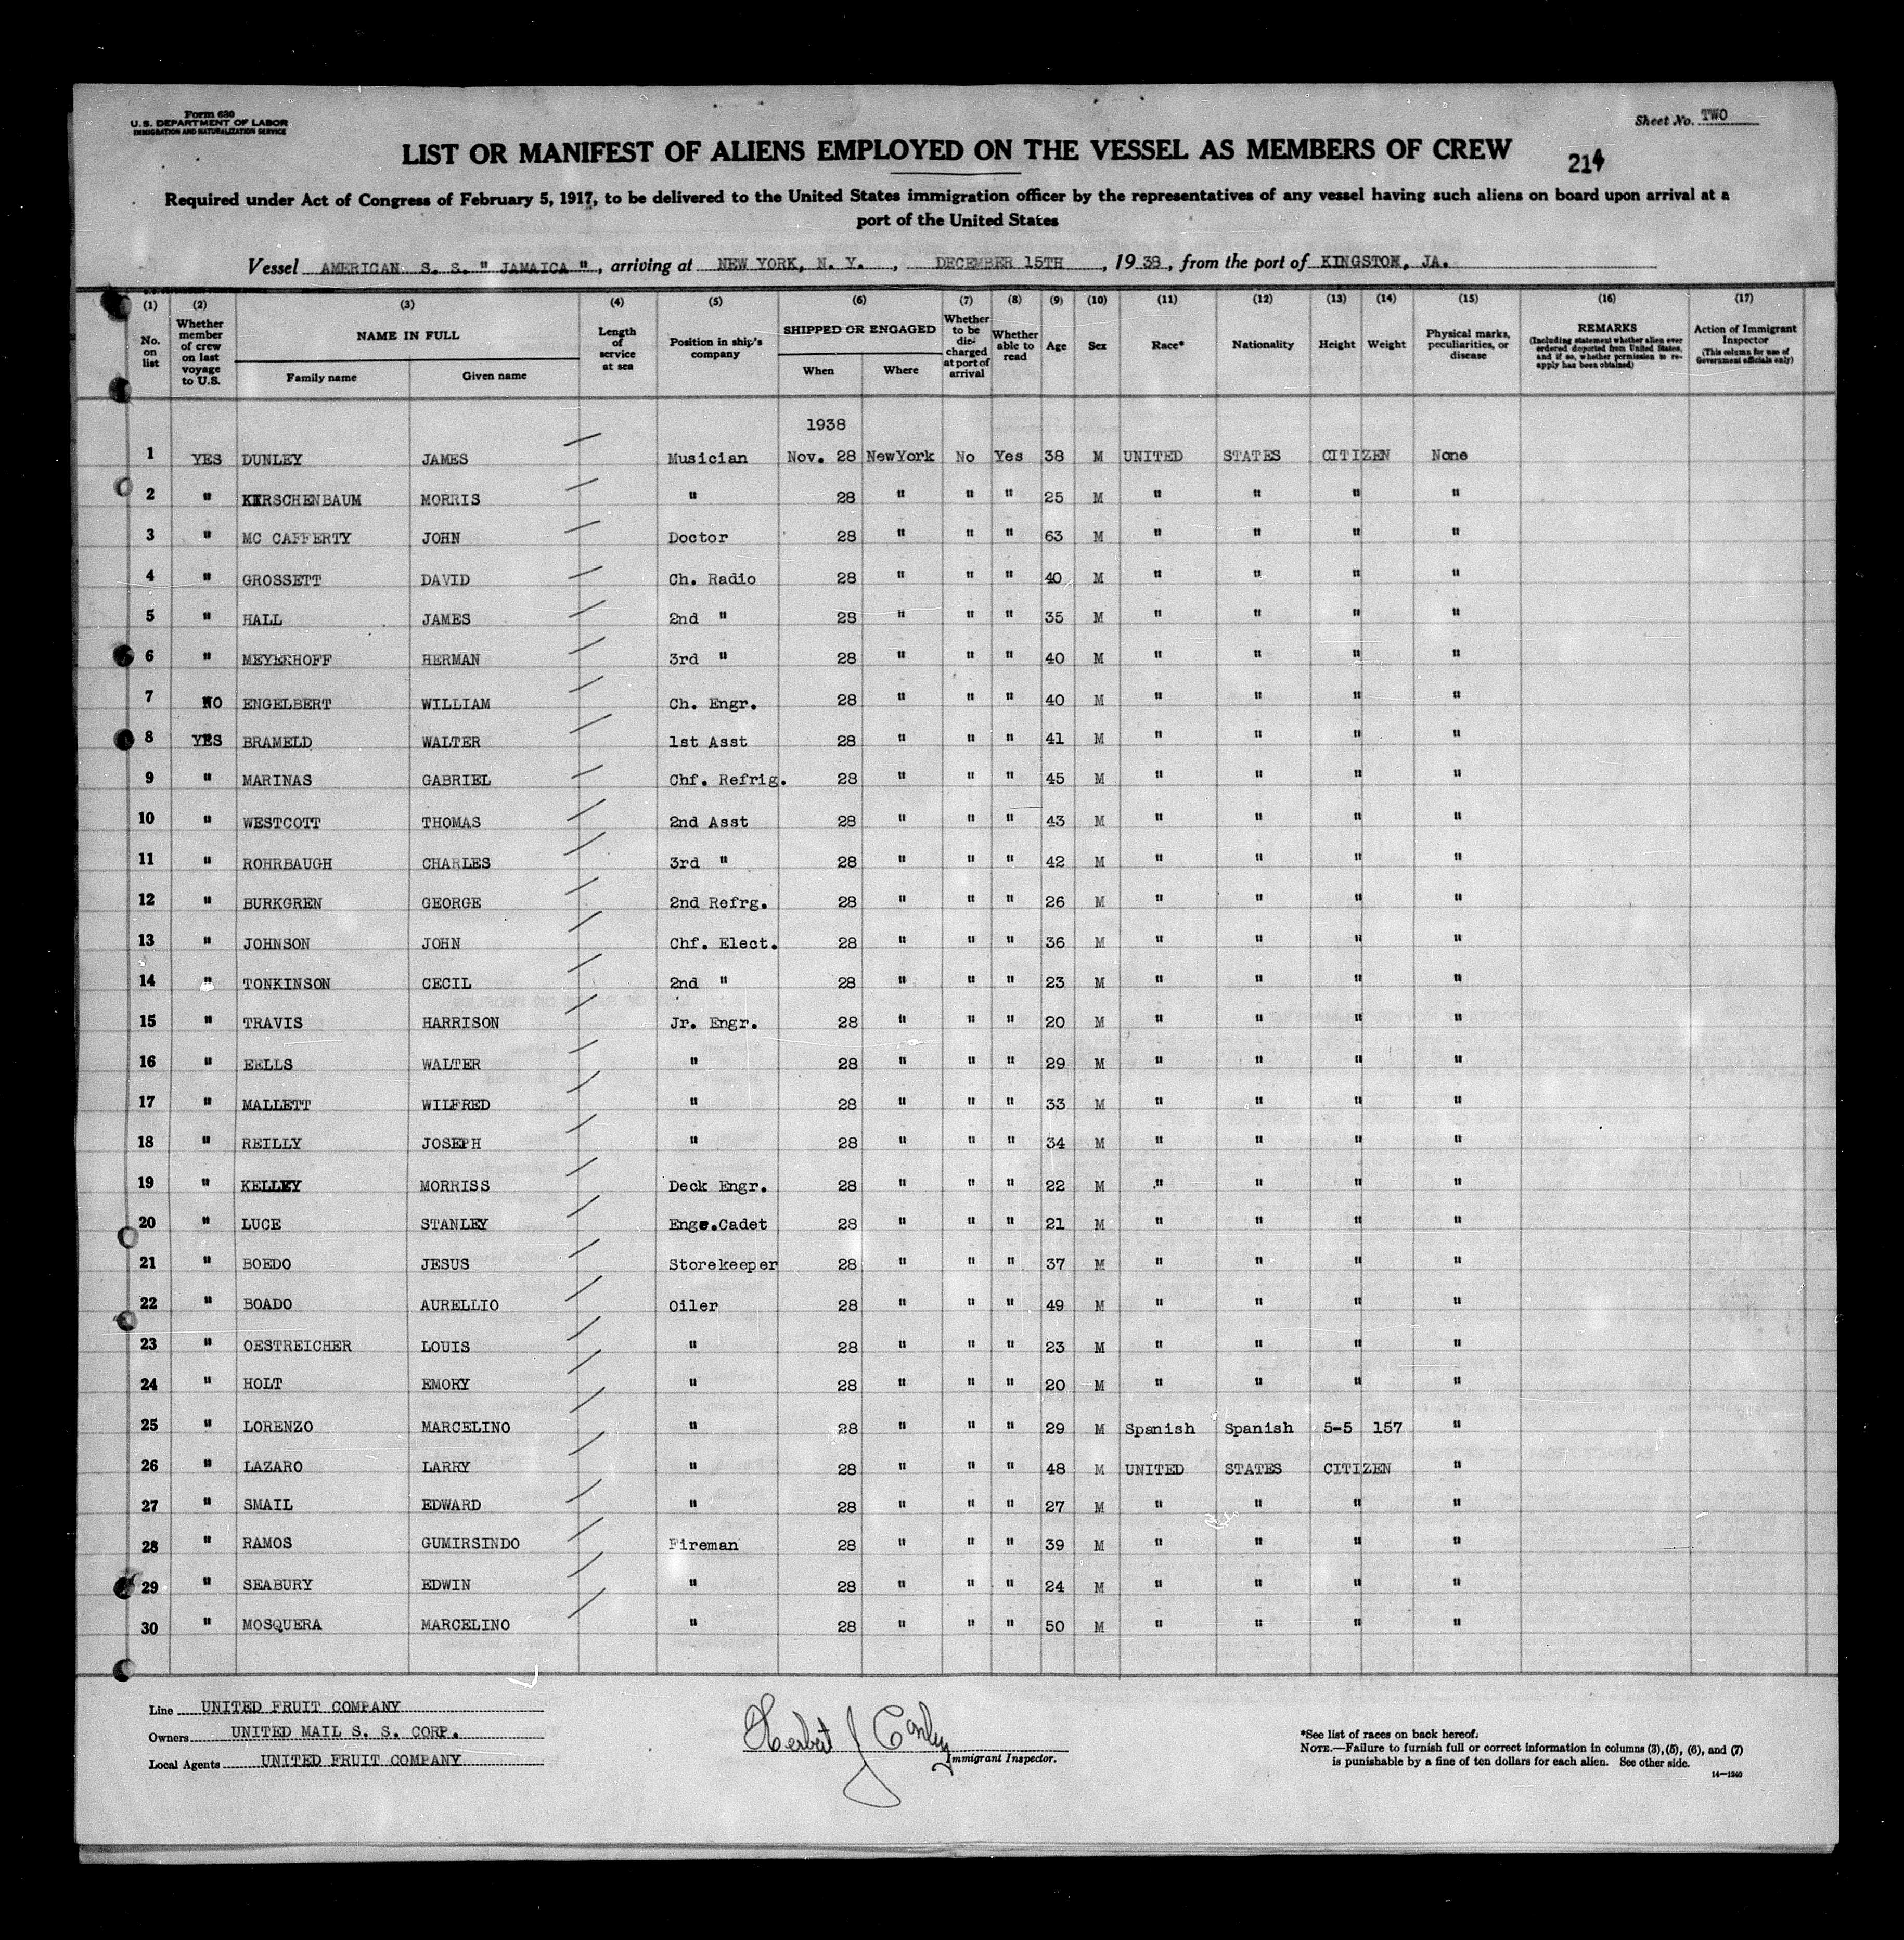 Form 630
U.S. DEPARTMENT OF LABOR
IMMIGRATION AND NATURALIZATION SERVICE
Sheet No. TWO
LIST OR MANIFEST OF ALIENS EMPLOYED ON THE VESSEL AS MEMBERS OF CREW
214
Required under Act of Congress of February 5, 1917, to be delivered to the United States immigration officer by the representatives of any vessel having such aliens on board upon arrival at a
port of the United States
Vessel AMERICAN S. S. " JAMAICA ", arriving at NEW YORK, N. Y., DECEMBER 15TH, 1938, from the port of KINGSTON, JA.
(1) (2) (3) (4) (5) (6) (7) (8) (9) (10) (11) (12) (13) (14) (15) (16) (17)
No. on list
Whether member of crew on last voyage to U.S.
NAME IN FULL
Family name Given name
Length of service at sea
Position in ship's company
SHIPPED OR ENGAGED
When Where
Whether to be discharged at port of arrival
Whether able to read
Age
Sex
Race*
Nationality
Height
Weight
Physical marks, peculiarities, or disease
REMARKS
(Including statement whether alien ever ordered deported from United States, and if so, whether permission to reapply has been obtained)
Action of Immigrant Inspector
(This column for use of Government officials only)
1938
1 YES DUNLEY JAMES Musician Nov. 28 NewYork No Yes 38 M UNITED STATES CITIZEN None
2 " KIRSCHENBAUM MORRIS " 28 " " " 25 M " " " "
3 " MC CAFFERTY JOHN Doctor 28 " " " 63 M " " " "
4 " GROSSETT DAVID Ch. Radio 28 " " " 40 M " " " "
5 " HALL JAMES 2nd " 28 " " " 35 M " " " "
6 " MEYERHOFF HERMAN 3rd " 28 " " " 40 M " " " "
7 NO ENGELBERT WILLIAM Ch. Engr. 28 " " " 40 M " " " "
8 YES BRAMELD WALTER 1st Asst 28 " " " 41 M " " " "
9 " MARINAS GABRIEL Chf. Refrig. 28 " " " 45 M " " " "
10 " WESTCOTT THOMAS 2nd Asst 28 " " " 43 M " " " "
11 " ROHRBAUGH CHARLES 3rd " 28 " " " 42 M " " " "
12 " BURKGREN GEORGE 2nd Refrg. 28 " " " 26 M " " " "
13 " JOHNSON JOHN Chf. Elect. 28 " " " 36 M " " " "
14 " TONKINSON CECIL 2nd " 28 " " " 23 M " " " "
15 " TRAVIS HARRISON Jr. Engr. 28 " " " 20 M " " " "
16 " EELLS WALTER " 28 " " " 29 M " " " "
17 " MALLETT WILFRED " 28 " " " 33 M " " " "
18 " REILLY JOSEPH " 28 " " " 34 M " " " "
19 " KELLEY MORRISS Deck Engr. 28 " " " 22 M " " " "
20 " LUCE STANLEY Enge.Cadet 28 " " " 21 M " " " "
21 " BOEDO JESUS Storekeeper 28 " " " 37 M " " " "
22 " BOADO AURELLIO Oiler 28 " " " 49 M " " " "
23 " OESTREICHER LOUIS " 28 " " " 23 M " " " "
24 " HOLT EMORY " 28 " " " 20 M " " " "
25 " LORENZO MARCELINO " 28 " " " 29 M Spanish Spanish 5-5 157 "
26 " LAZARO LARRY " 28 " " " 48 M UNITED STATES CITIZEN "
27 " SMAIL EDWARD " 28 " " " 27 M " " " "
28 " RAMOS GUMIRSINDO Fireman 28 " " " 39 M " " " "
29 " SEABURY EDWIN " 28 " " " 24 M " " " "
30 " MOSQUERA MARCELINO " 28 " " " 50 M " " " "
Line UNITED FRUIT COMPANY
Owners UNITED MAIL S. S. CORP.
Local Agents UNITED FRUIT COMPANY
Herbert J Conley
Immigrant Inspector.
*See list of races on back hereof.
NOTE.—Failure to furnish full or correct information in columns (3), (5), (6), and (7)
is punishable by a fine of ten dollars for each alien. See other side.
14—1240